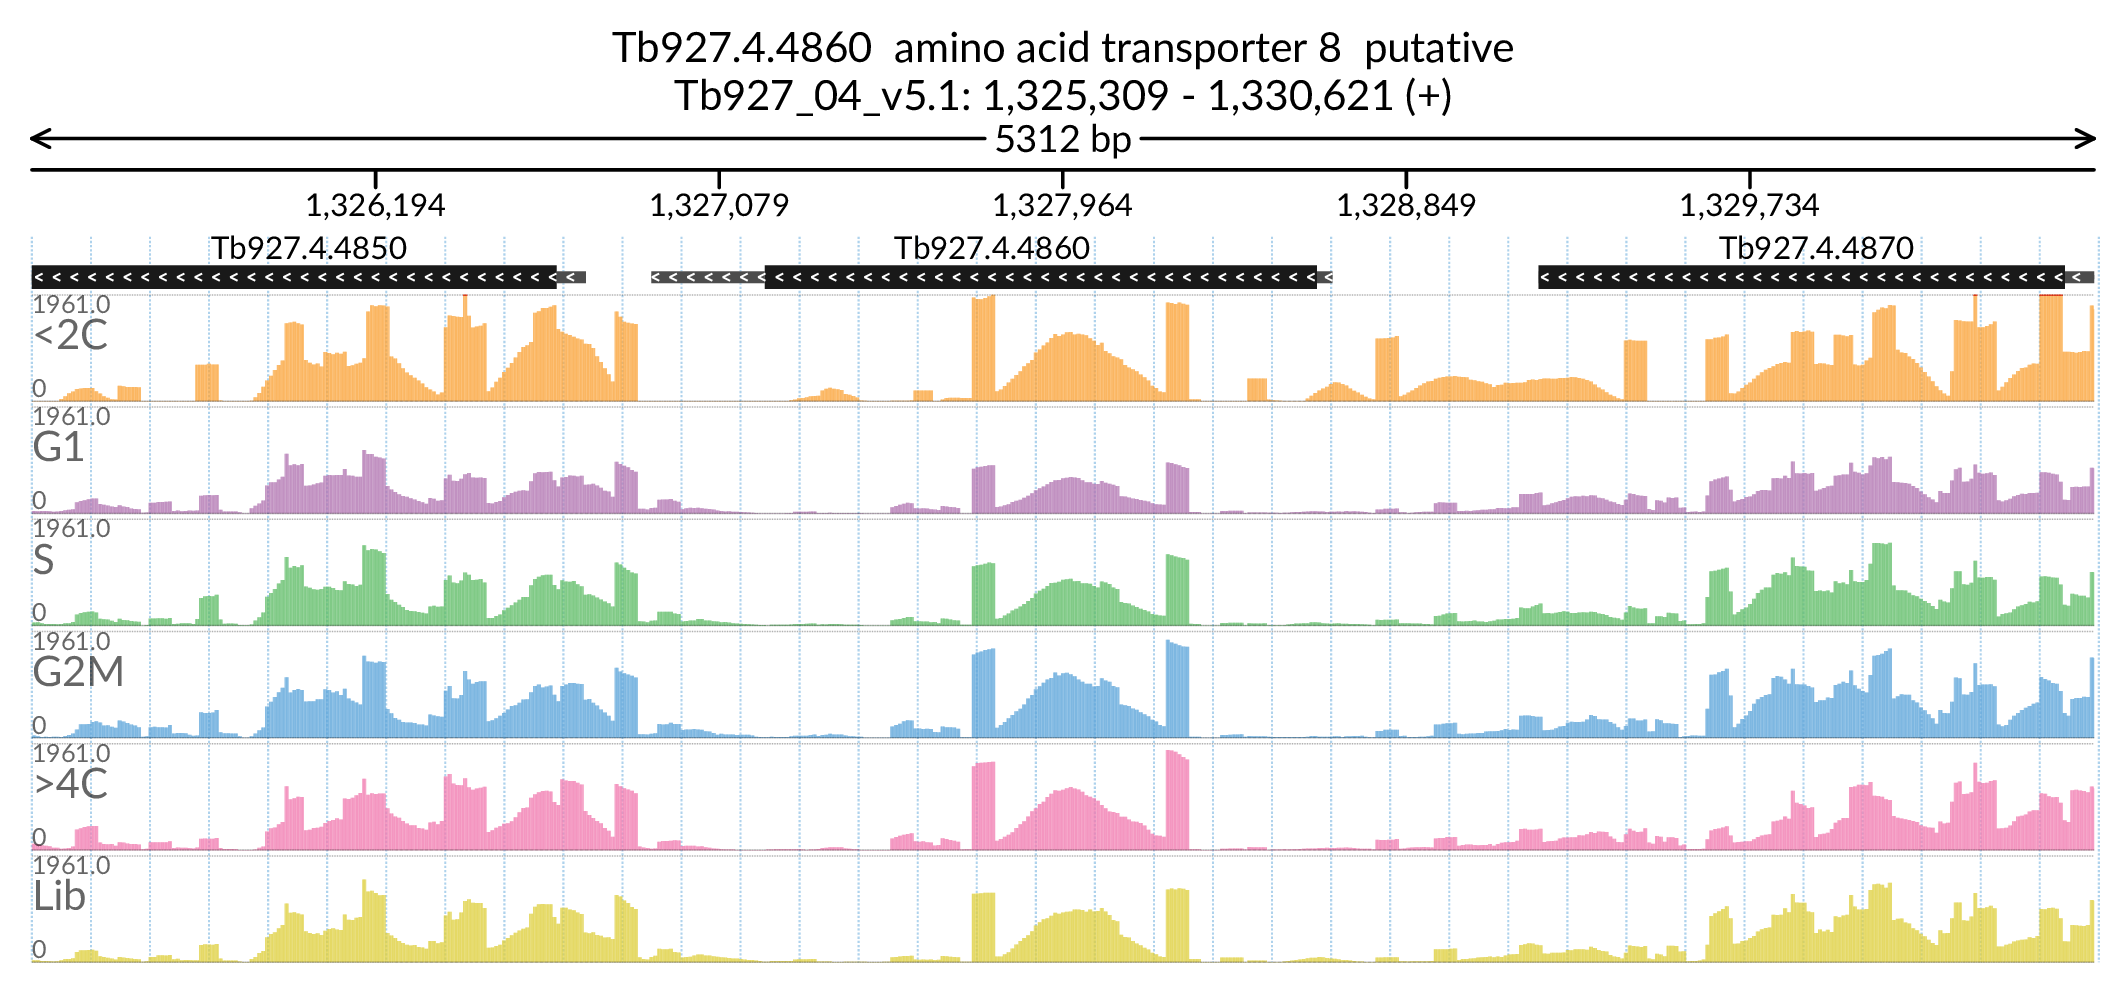 Tb927.4.4860 amino acid transporter 8 putative
Tb927_04_v5.1: 1,325,309 - 1,330,621 (+)
5312 bp
1,326,194 1,327,079 1,327,964 1,328,849 1,329,734
Tb927.4.4850 Tb927.4.4860 Tb927.4.4870
1961.0
<2C
0
1961.0
G1
0
1961.0
S
0
1961.0
G2M
0
1961.0
>4C
0
1961.0
Lib
0